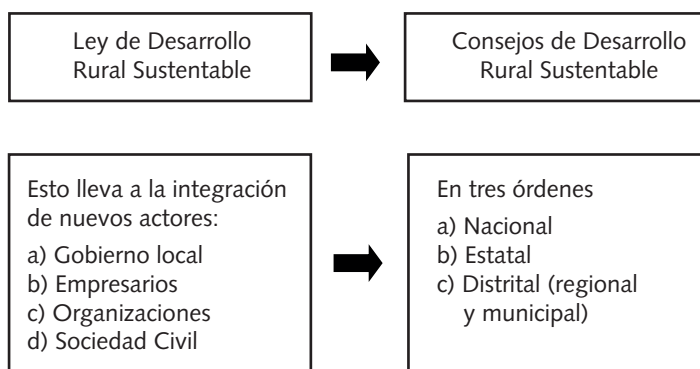 Ley de Desarrollo
Rural Sustentable
Consejos de Desarrollo
Rural Sustentable
Esto lleva a la integración
de nuevos actores:
a) Gobierno local
b) Empresarios
c) Organizaciones
d) Sociedad Civil
En tres órdenes
a) Nacional
b) Estatal
c) Distrital (regional
y municipal)